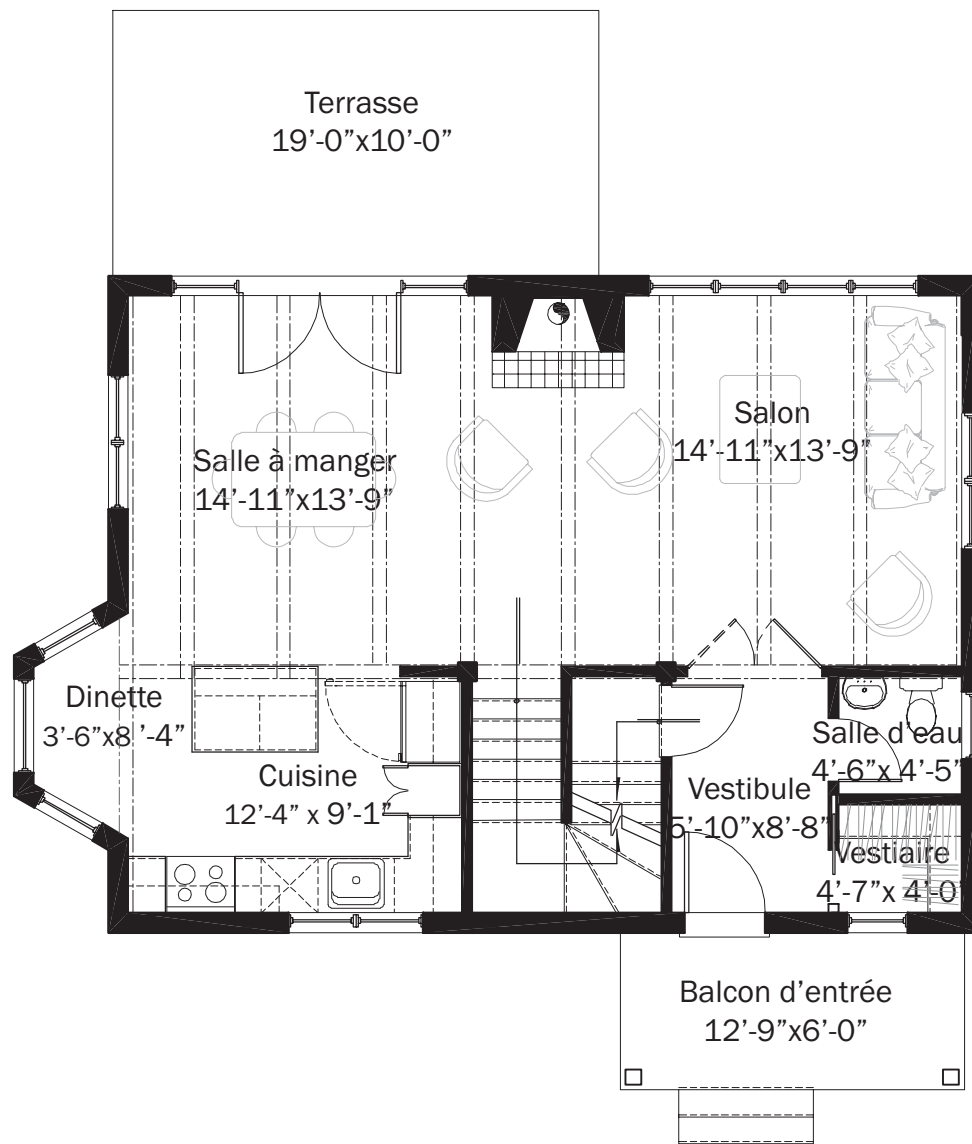 Terrasse
19’-0”x10’-0”
Salon
14’-11”x13’-9”
Salle à manger
14’-11”x13’-9”
Dinette
3’-6”x8 ’-4”
Salle d’eau
4’-6”x 4’-5”
Cuisine
12’-4” x 9’-1”
Vestibule
5’-10”x8’-8”
Vestiaire
4’-7”x 4’-0’
Balcon d’entrée
12’-9”x6’-0”